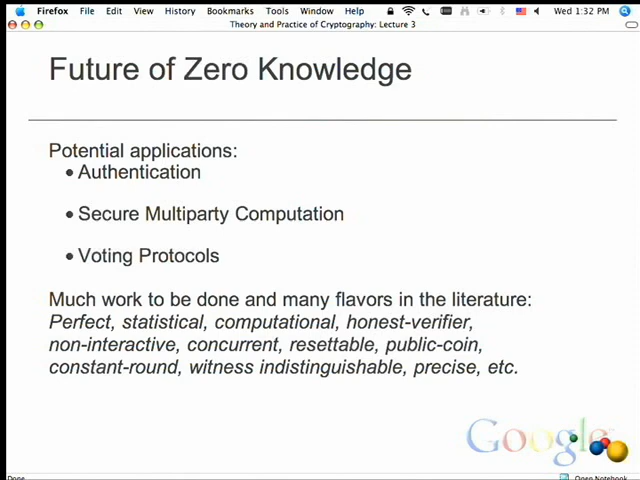 Firefox File Edit View History Bookmarks Tools Window Help Wed 1:32 PM
Theory and Practice of Cryptography: Lecture 3
Future of Zero Knowledge
Potential applications:
• Authentication
• Secure Multiparty Computation
• Voting Protocols
Much work to be done and many flavors in the literature:
Perfect, statistical, computational, honest-verifier,
non-interactive, concurrent, resettable, public-coin,
constant-round, witness indistinguishable, precise, etc.
Google
Done Open Notebook